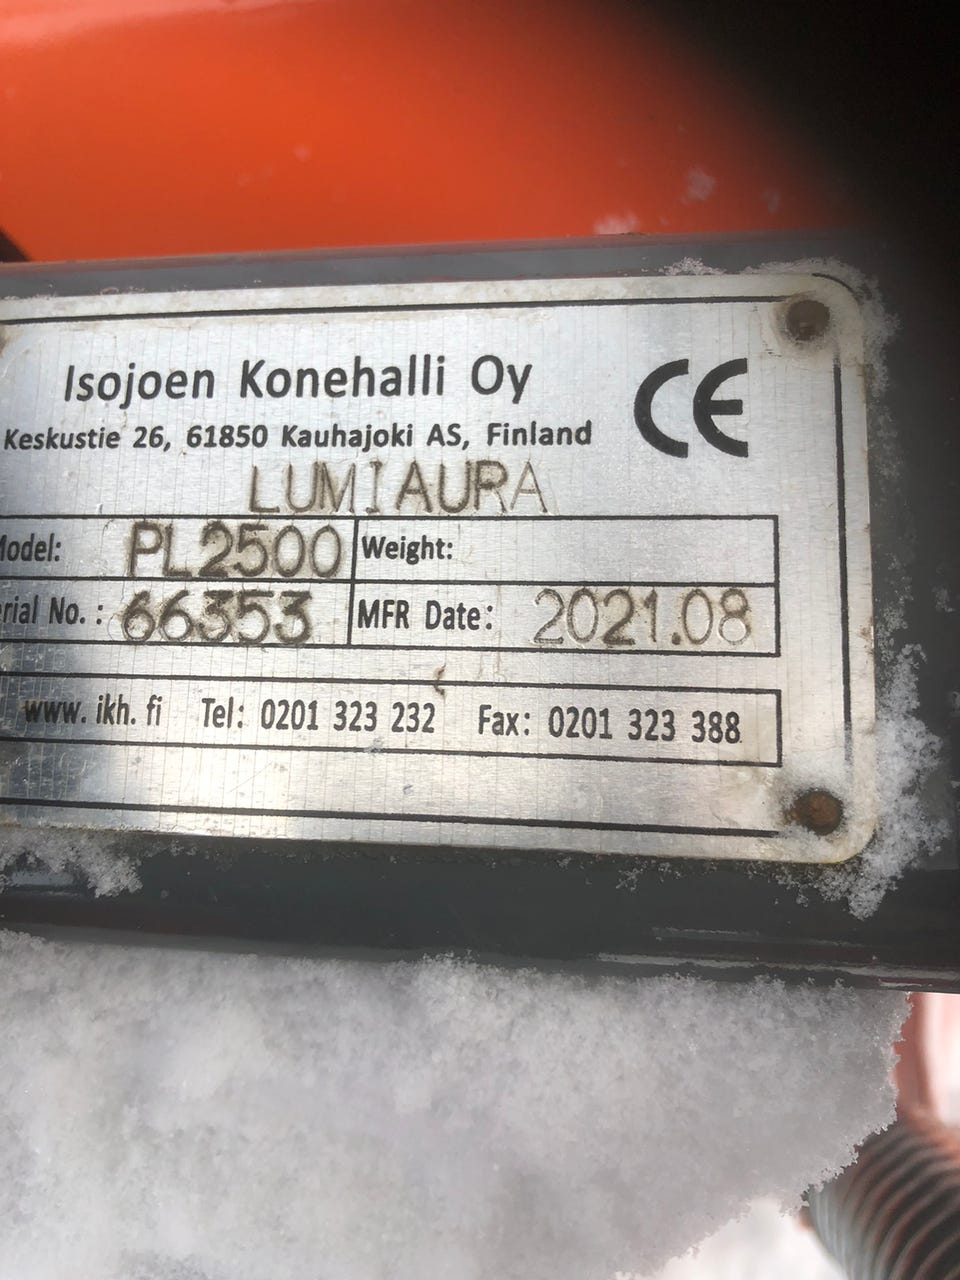 Isojoen Konehalli Oy CE
Keskustie 26, 61850 Kauhajoki AS, Finland
LUMIAURA
Model: PL2500 Weight:
rial No. : 66353 MFR Date: 2021.08
www. ikh. fi Tel: 0201 323 232 Fax: 0201 323 388